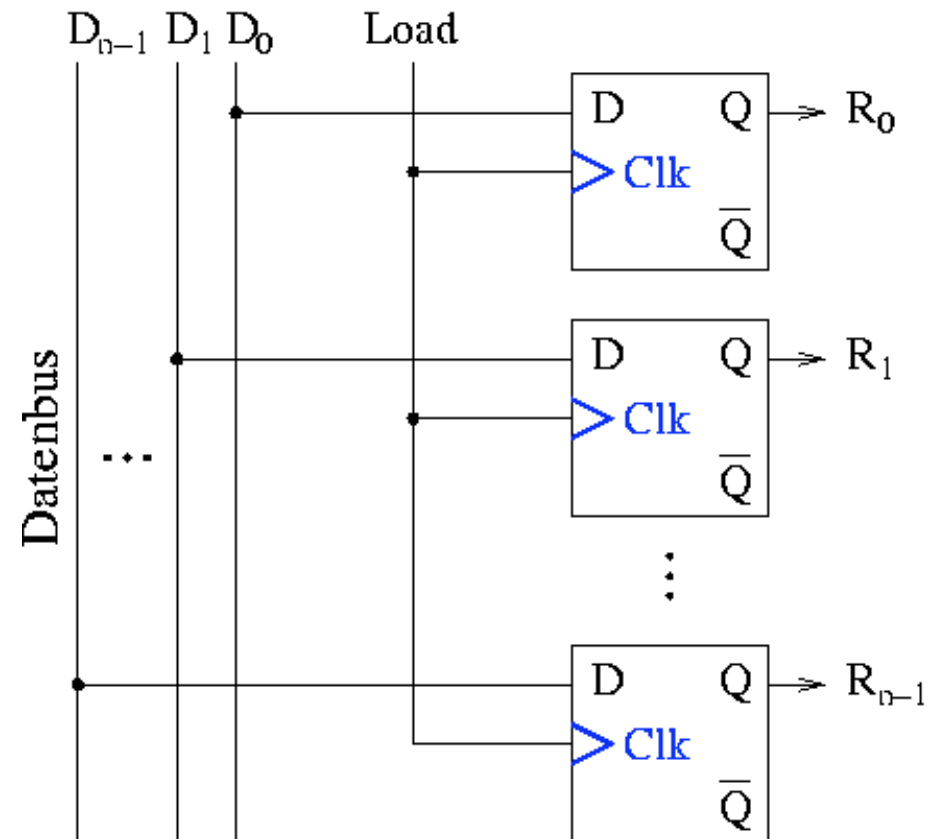 Dₙ₋₁ D₁ D₀ Load
D Q R₀
Clk
Q̅
Datenbus
D Q R₁
...
Clk
Q̅
⋮
D Q Rₙ₋₁
Clk
Q̅